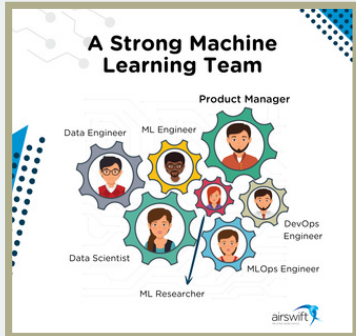 A Strong Machine
Learning Team
Product Manager
Data Engineer
ML Engineer
DevOps
Engineer
Data Scientist
MLOps Engineer
ML Researcher
airswift